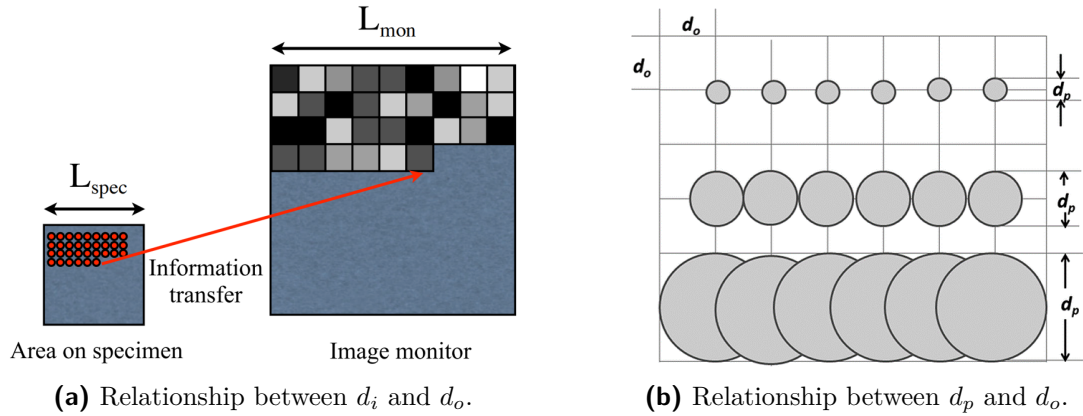 L_mon
L_spec
Information
transfer
Area on specimen
Image monitor
(a) Relationship between d_i and d_o.
d_o
d_o
d_p
d_p
d_p
(b) Relationship between d_p and d_o.